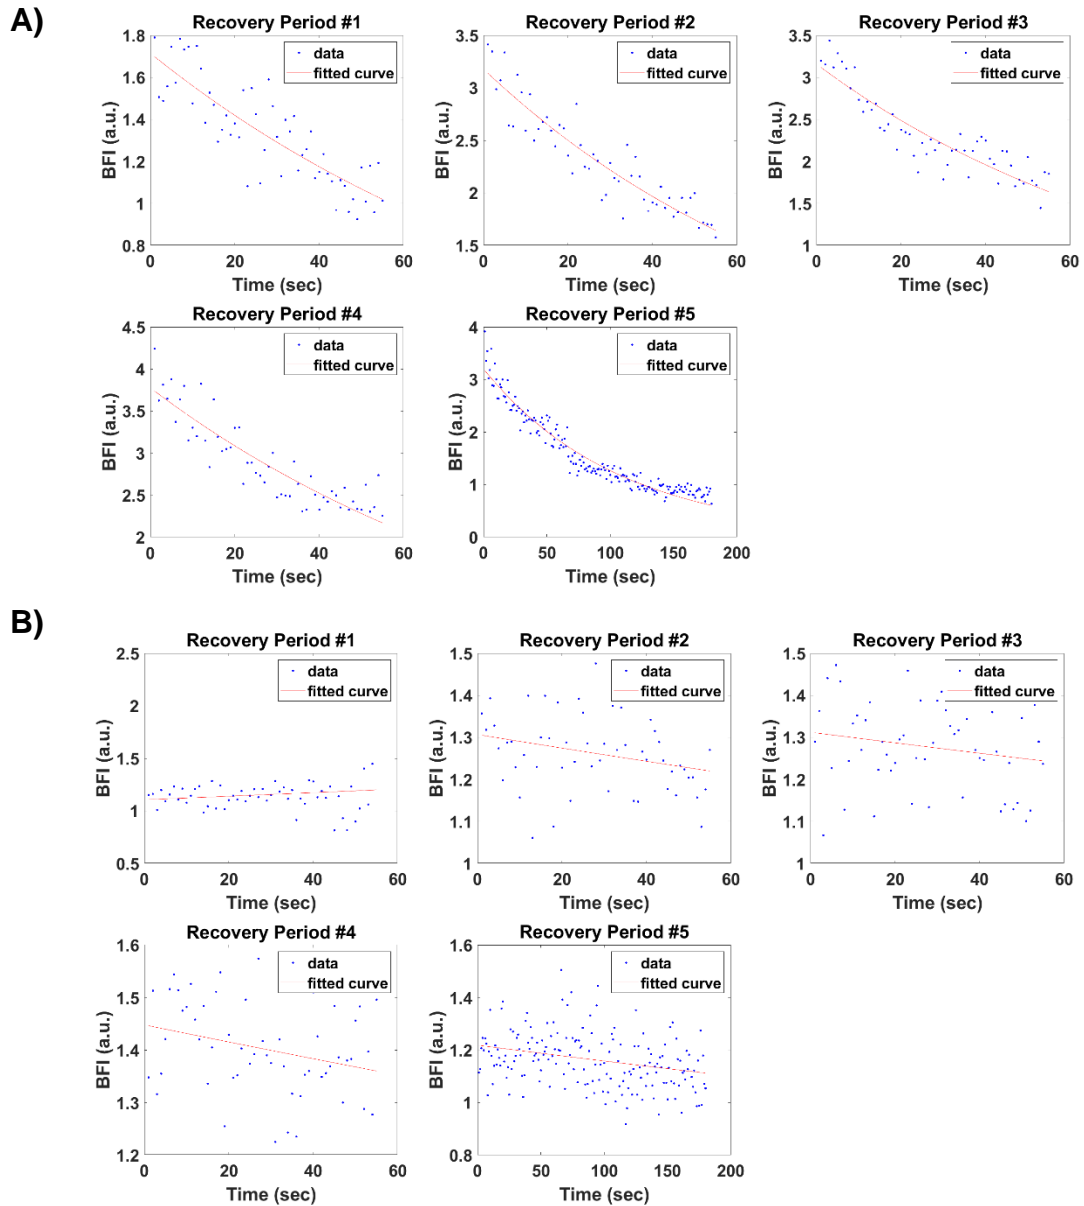 A)
Recovery Period #1
1.8
1.6
1.4
1.2
1
0.8
BFI (a.u.)
data
fitted curve
0
20
40
60
Time (sec)
Recovery Period #2
3.5
3
2.5
2
1.5
BFI (a.u.)
data
fitted curve
0
20
40
60
Time (sec)
Recovery Period #3
3.5
3
2.5
2
1.5
1
BFI (a.u.)
data
fitted curve
0
20
40
60
Time (sec)
Recovery Period #4
4.5
4
3.5
3
2.5
2
BFI (a.u.)
data
fitted curve
0
20
40
60
Time (sec)
Recovery Period #5
4
3
2
1
0
BFI (a.u.)
data
fitted curve
0
50
100
150
200
Time (sec)
B)
Recovery Period #1
2.5
2
1.5
1
0.5
BFI (a.u.)
data
fitted curve
0
20
40
60
Time (sec)
Recovery Period #2
1.5
1.4
1.3
1.2
1.1
1
BFI (a.u.)
data
fitted curve
0
20
40
60
Time (sec)
Recovery Period #3
1.5
1.4
1.3
1.2
1.1
1
BFI (a.u.)
data
fitted curve
0
20
40
60
Time (sec)
Recovery Period #4
1.6
1.5
1.4
1.3
1.2
BFI (a.u.)
data
fitted curve
0
20
40
60
Time (sec)
Recovery Period #5
1.6
1.4
1.2
1
0.8
BFI (a.u.)
data
fitted curve
0
50
100
150
200
Time (sec)